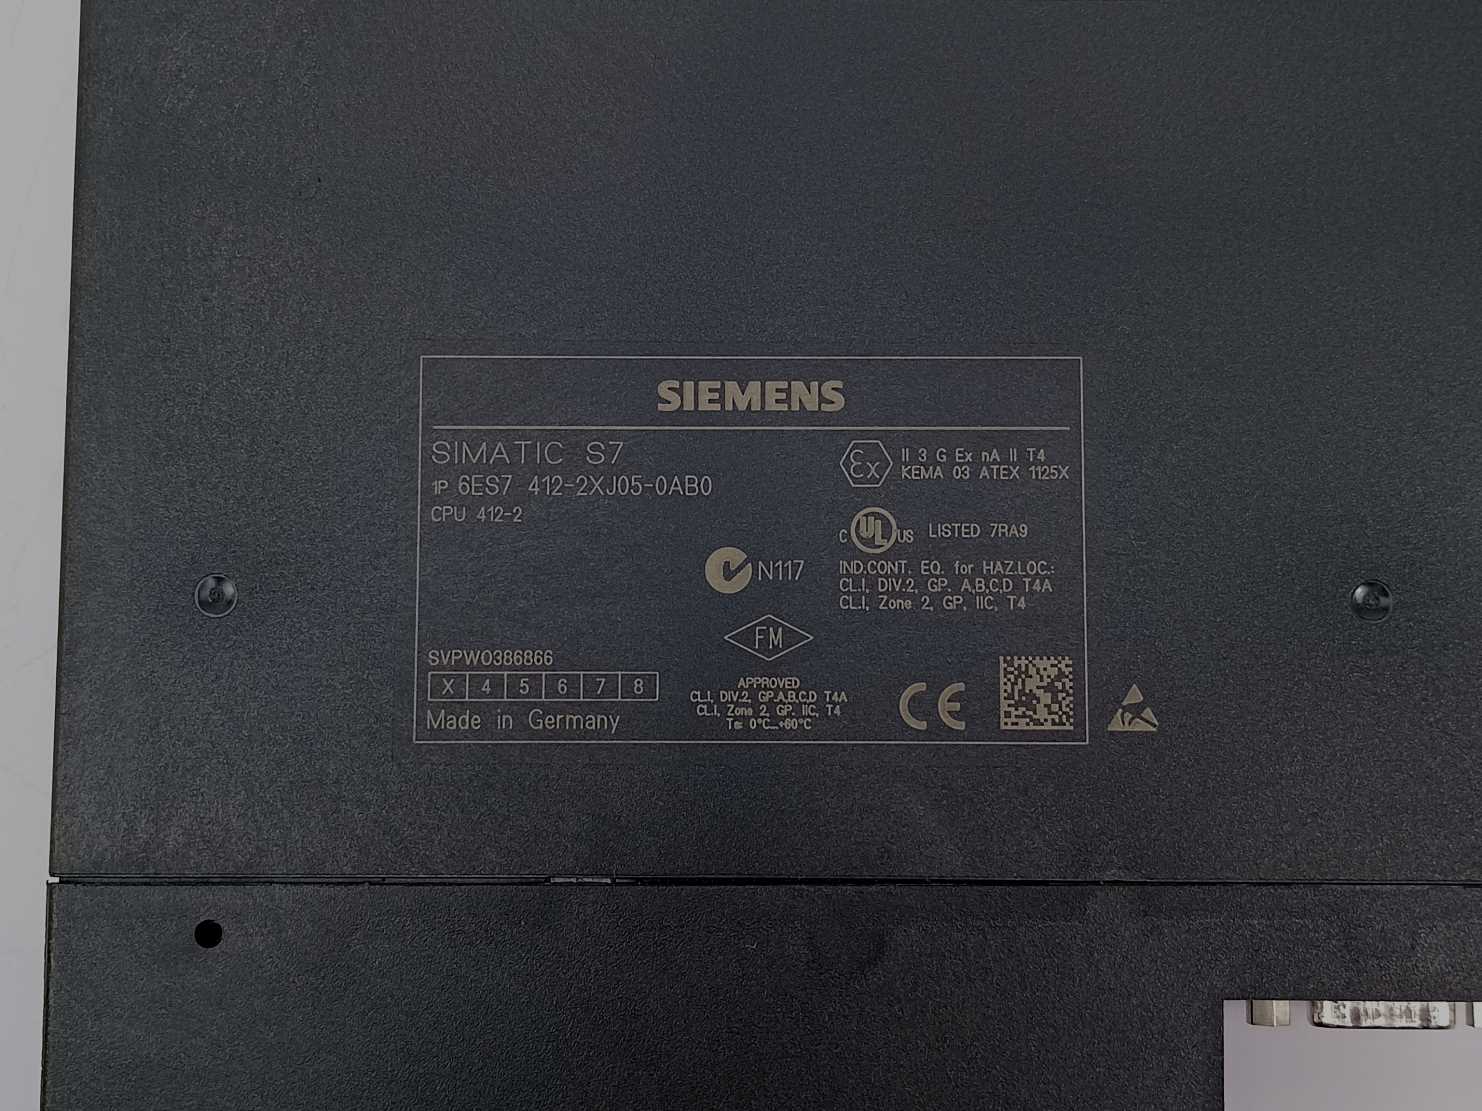 SIEMENS
SIMATIC S7
1P 6ES7 412-2XJ05-0AB0
CPU 412-2
Ex II 3 G Ex nA II T4
KEMA 03 ATEX 1125X
C UL US LISTED 7RA9
N117
IND.CONT. EQ. for HAZ.LOC.:
CL.I, DIV.2, GP. A,B,C,D T4A
CL.I, Zone 2, GP, IIC, T4
FM
APPROVED
CL.I, DIV.2, GP.A,B,C,D T4A
CL.I, Zone 2, GP. IIC, T4
Ta: 0°C...+60°C
SVPW0386866
X 4 5 6 7 8
Made in Germany
CE